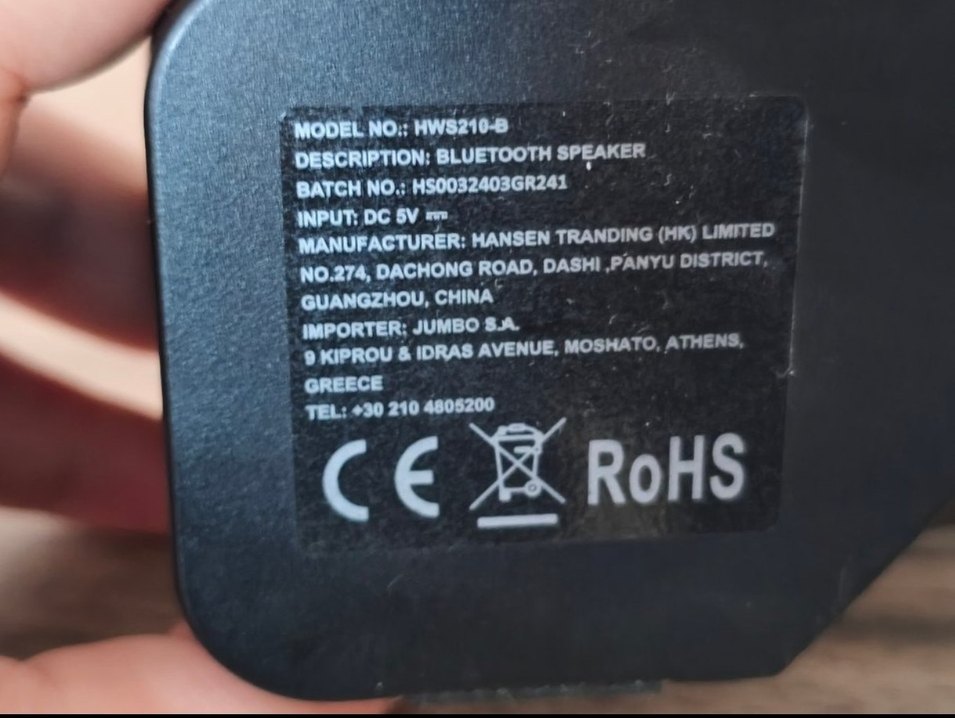 MODEL NO.: HWS210-B
DESCRIPTION: BLUETOOTH SPEAKER
BATCH NO.: HS0032403GR241
INPUT: DC 5V ⎓
MANUFACTURER: HANSEN TRANDING (HK) LIMITED
NO.274, DACHONG ROAD, DASHI ,PANYU DISTRICT,
GUANGZHOU, CHINA
IMPORTER: JUMBO S.A.
9 KIPROU & IDRAS AVENUE, MOSHATO, ATHENS,
GREECE
TEL: +30 210 4805200
CE RoHS